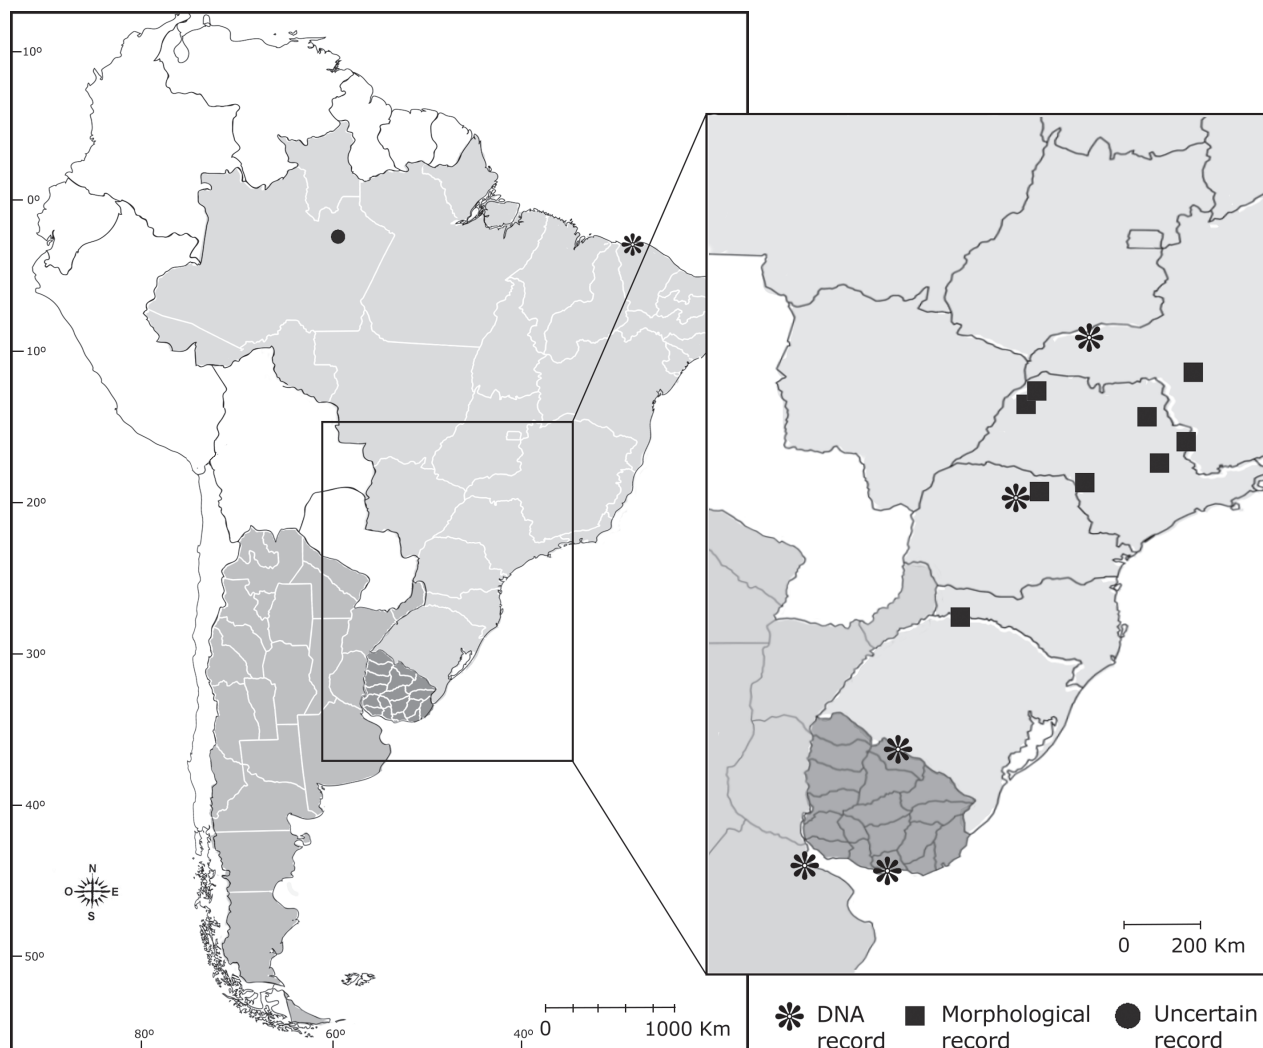 10º
0º
10º
20º
30º
40º
50º
80º
60º
40º
N
O
E
S
0
1000 Km
0
200 Km
DNA
record
Morphological
record
Uncertain
record